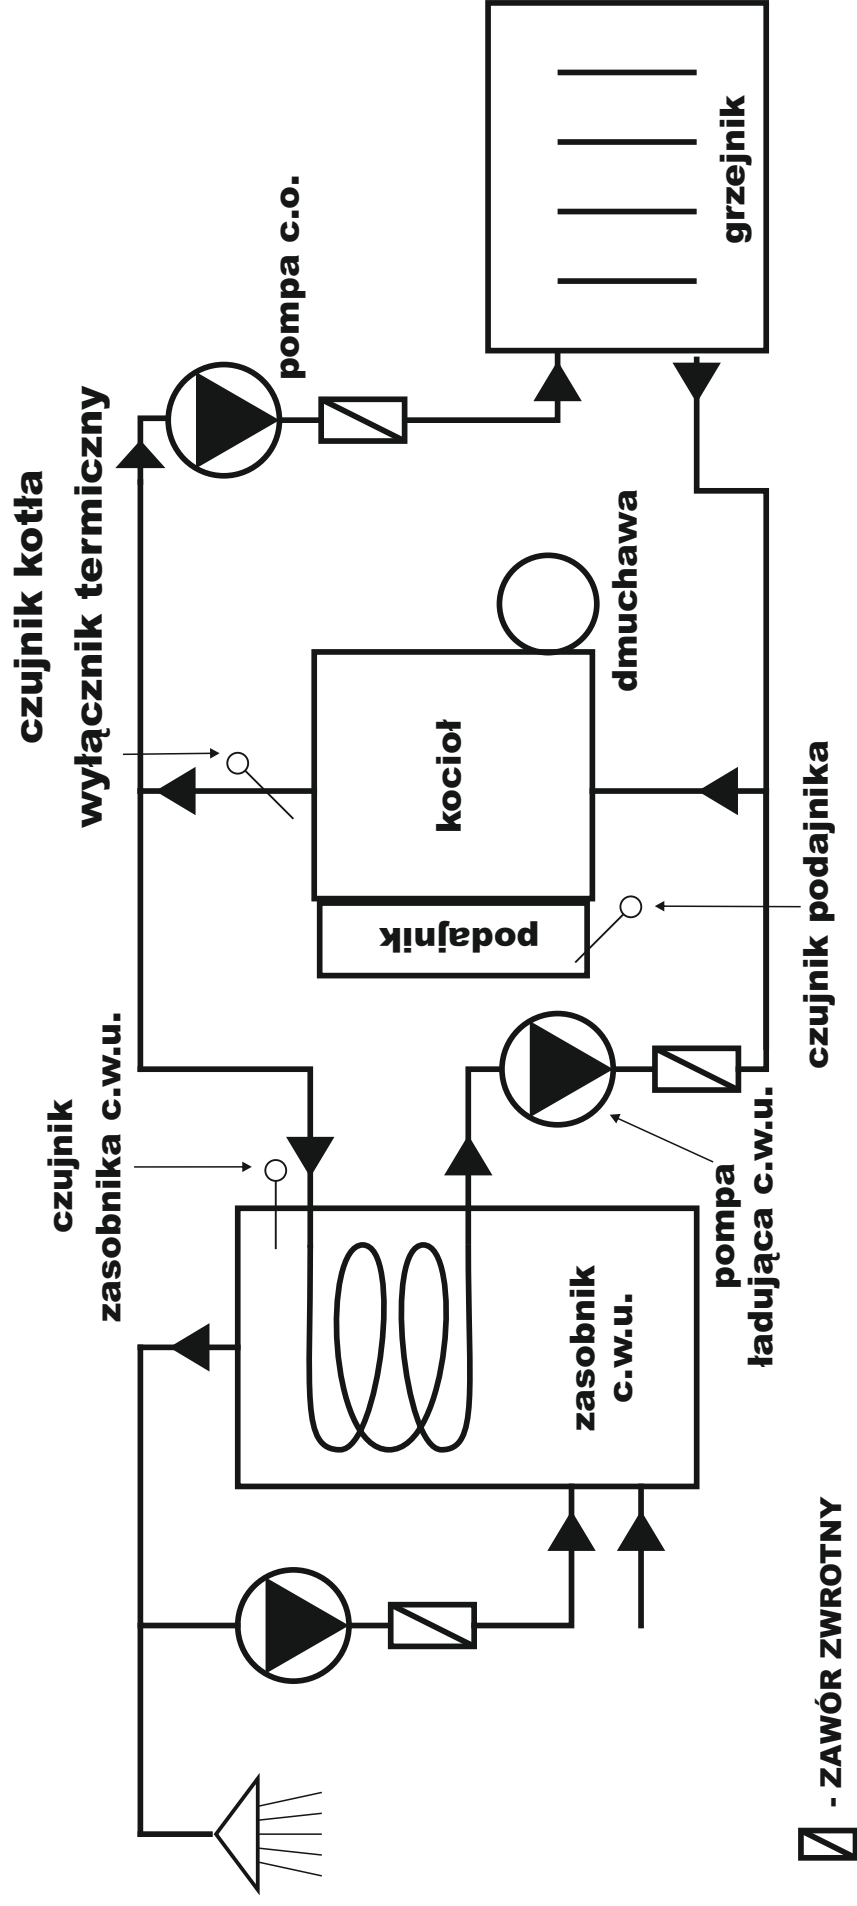 czujnik
zasobnika c.w.u.
czujnik kotła
wyłącznik termiczny
pompa c.o.
grzejnik
kocioł
podajnik
dmuchawa
zasobnik
c.w.u.
pompa
ładująca c.w.u.
czujnik podajnika
- ZAWÓR ZWROTNY